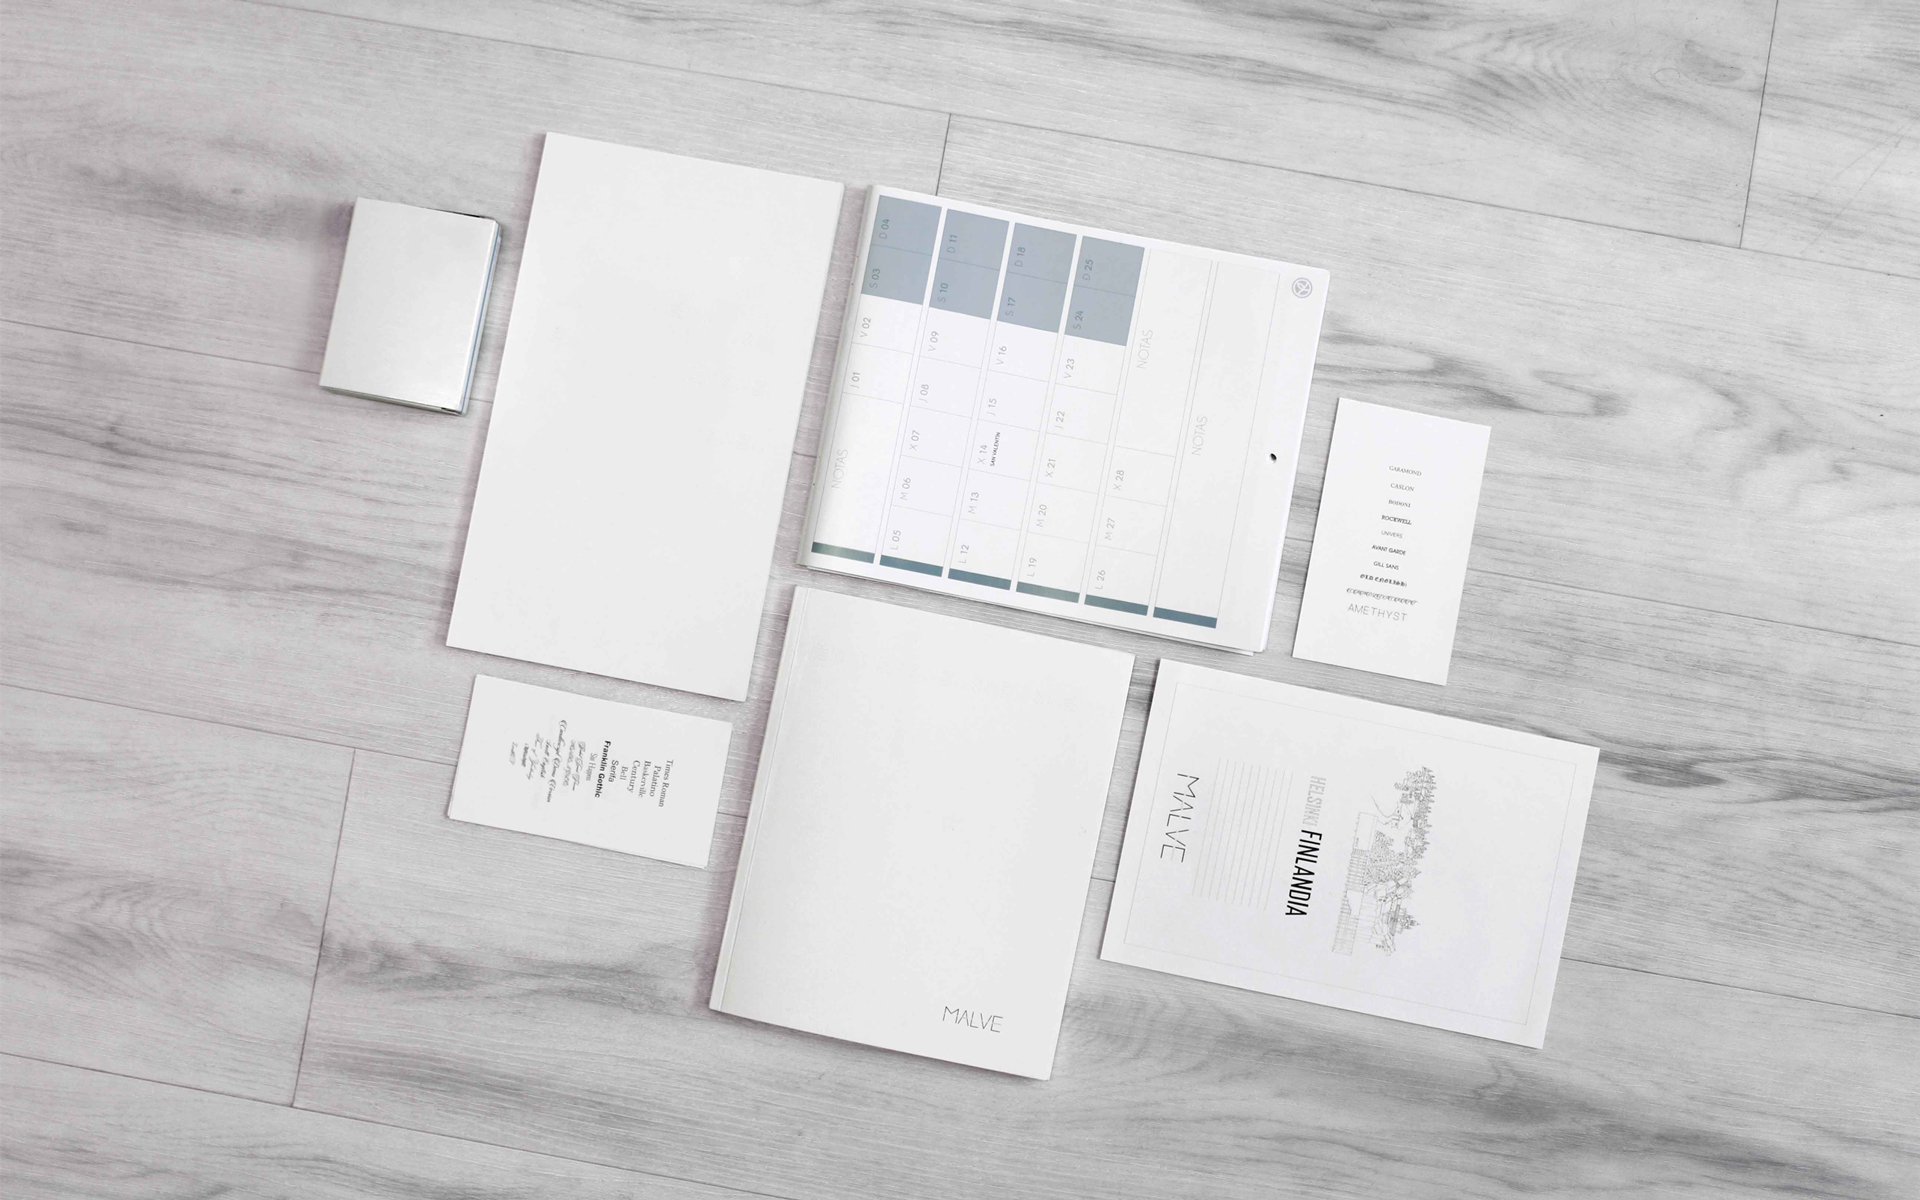 NOTAS
J 01
V 02
S 03
D 04
L 05
M 06
X 07
J 08
V 09
S 10
D 11
L 12
M 13
X 14
SAN VALENTIN
J 15
V 16
S 17
D 18
L 19
M 20
X 21
J 22
V 23
S 24
D 25
L 26
M 27
X 28
NOTAS
NOTAS
GARAMOND
CASLON
BODONI
ROCKWELL
UNIVERS
AVANT GARDE
GILL SANS
AMETHYST
Times Roman
Palatino
Baskerville
Century
Bell
Serifa
Franklin Gothic
MALVE
MALVE
HELSINKI FINLANDIA